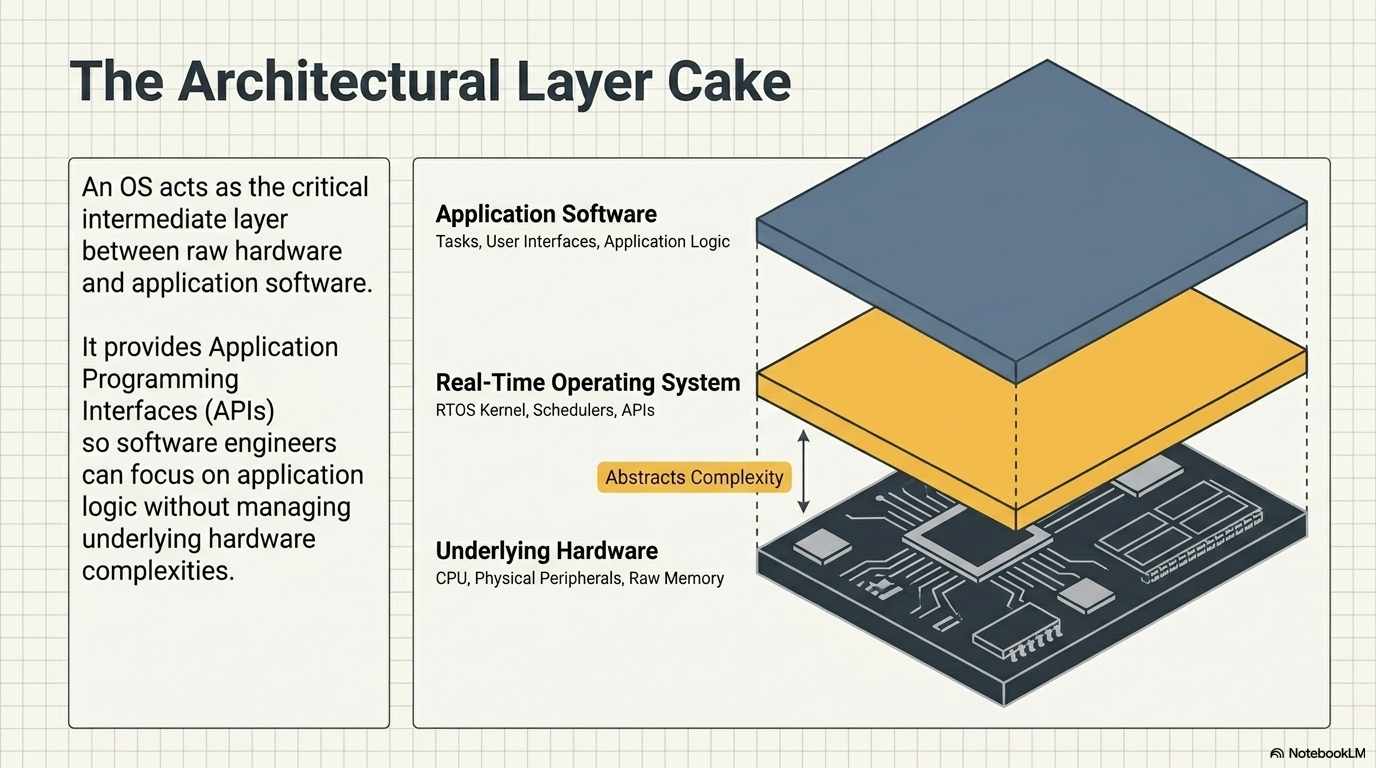 The Architectural Layer Cake
An OS acts as the critical
intermediate layer
between raw hardware
and application software.
It provides Application
Programming
Interfaces (APIs)
so software engineers
can focus on application
logic without managing
underlying hardware
complexities.
Application Software
Tasks, User Interfaces, Application Logic
Real-Time Operating System
RTOS Kernel, Schedulers, APIs
Abstracts Complexity
Underlying Hardware
CPU, Physical Peripherals, Raw Memory
NotebookLM